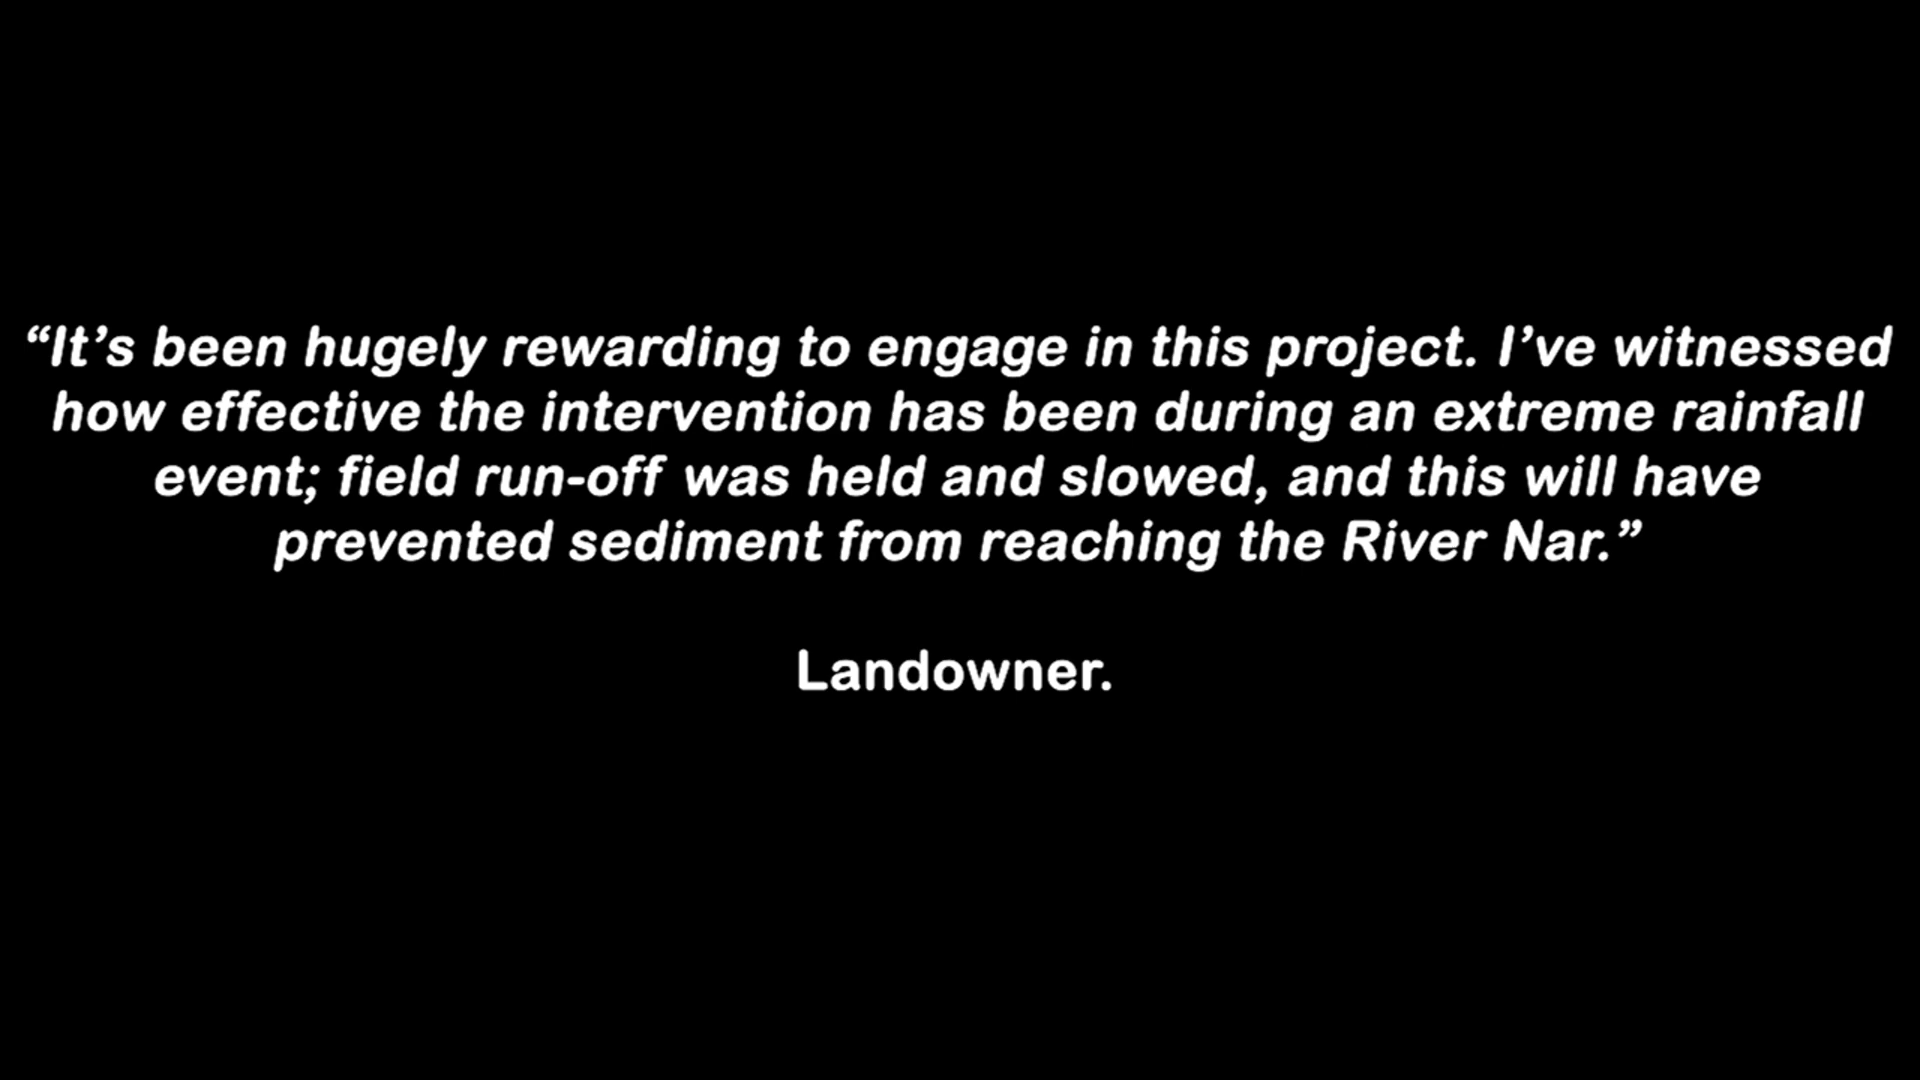 “It’s been hugely rewarding to engage in this project. I’ve witnessed
how effective the intervention has been during an extreme rainfall
event; field run-off was held and slowed, and this will have
prevented sediment from reaching the River Nar.”
Landowner.